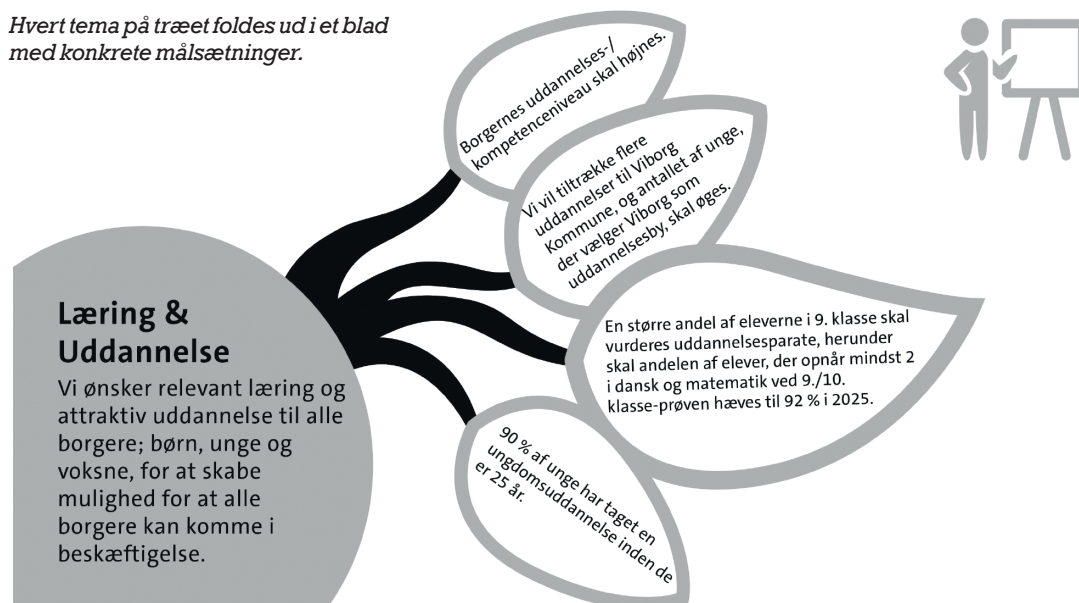 Hvert tema på træet foldes ud i et blad
med konkrete målsætninger.
Borgernes uddannelses-/
kompetenceniveau skal højnes.
Vi vil tiltrække flere
uddannelser til Viborg
Kommune, og antallet af unge,
der vælger Viborg som
uddannelsesby, skal øges.
Læring &
Uddannelse
Vi ønsker relevant læring og
attraktiv uddannelse til alle
borgere; børn, unge og
voksne, for at skabe
mulighed for at alle
borgere kan komme i
beskæftigelse.
En større andel af eleverne i 9. klasse skal
vurderes uddannelsesparate, herunder
skal andelen af elever, der opnår mindst 2
i dansk og matematik ved 9./10.
klasse-prøven hæves til 92 % i 2025.
90 % af unge har taget en
ungdomsuddannelse inden de
er 25 år.